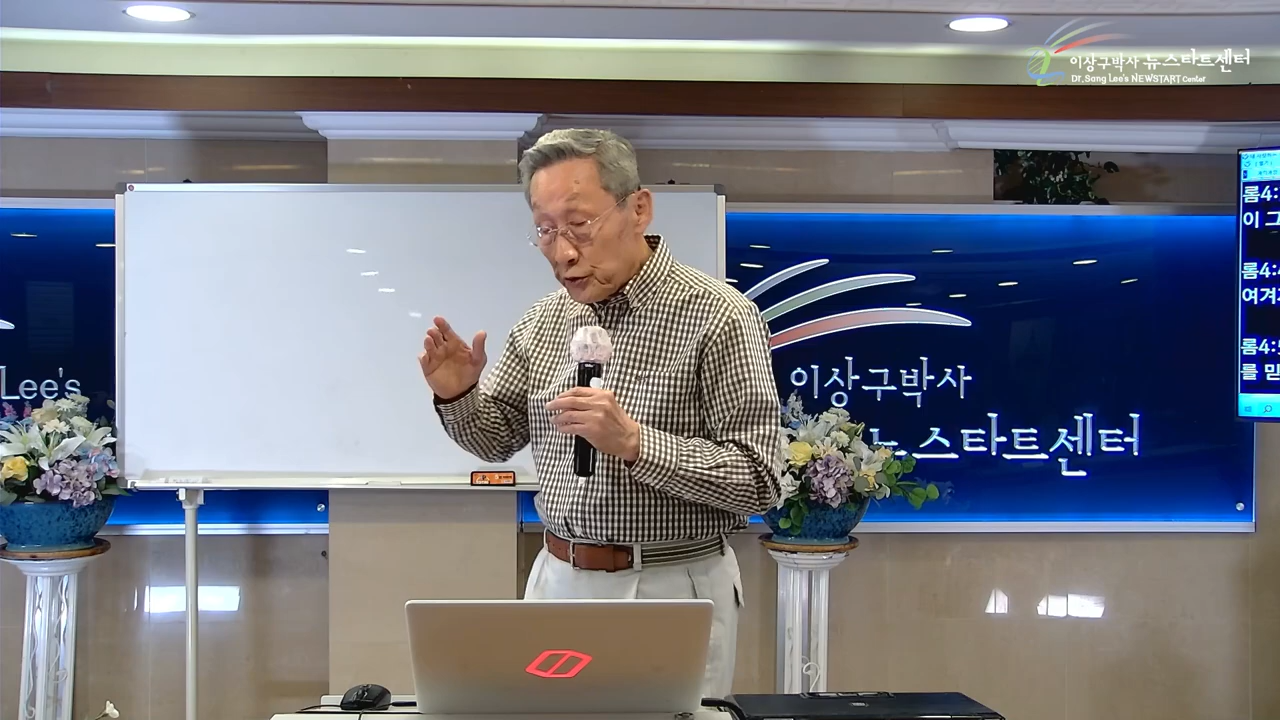 이상구박사 뉴스타트센터
Dr. Sang Lee's NEWSTART Center
롬4:
이 그
롬4:4
여겨
롬4:5
를 믿
Lee's
이상구박사
뉴스타트센터